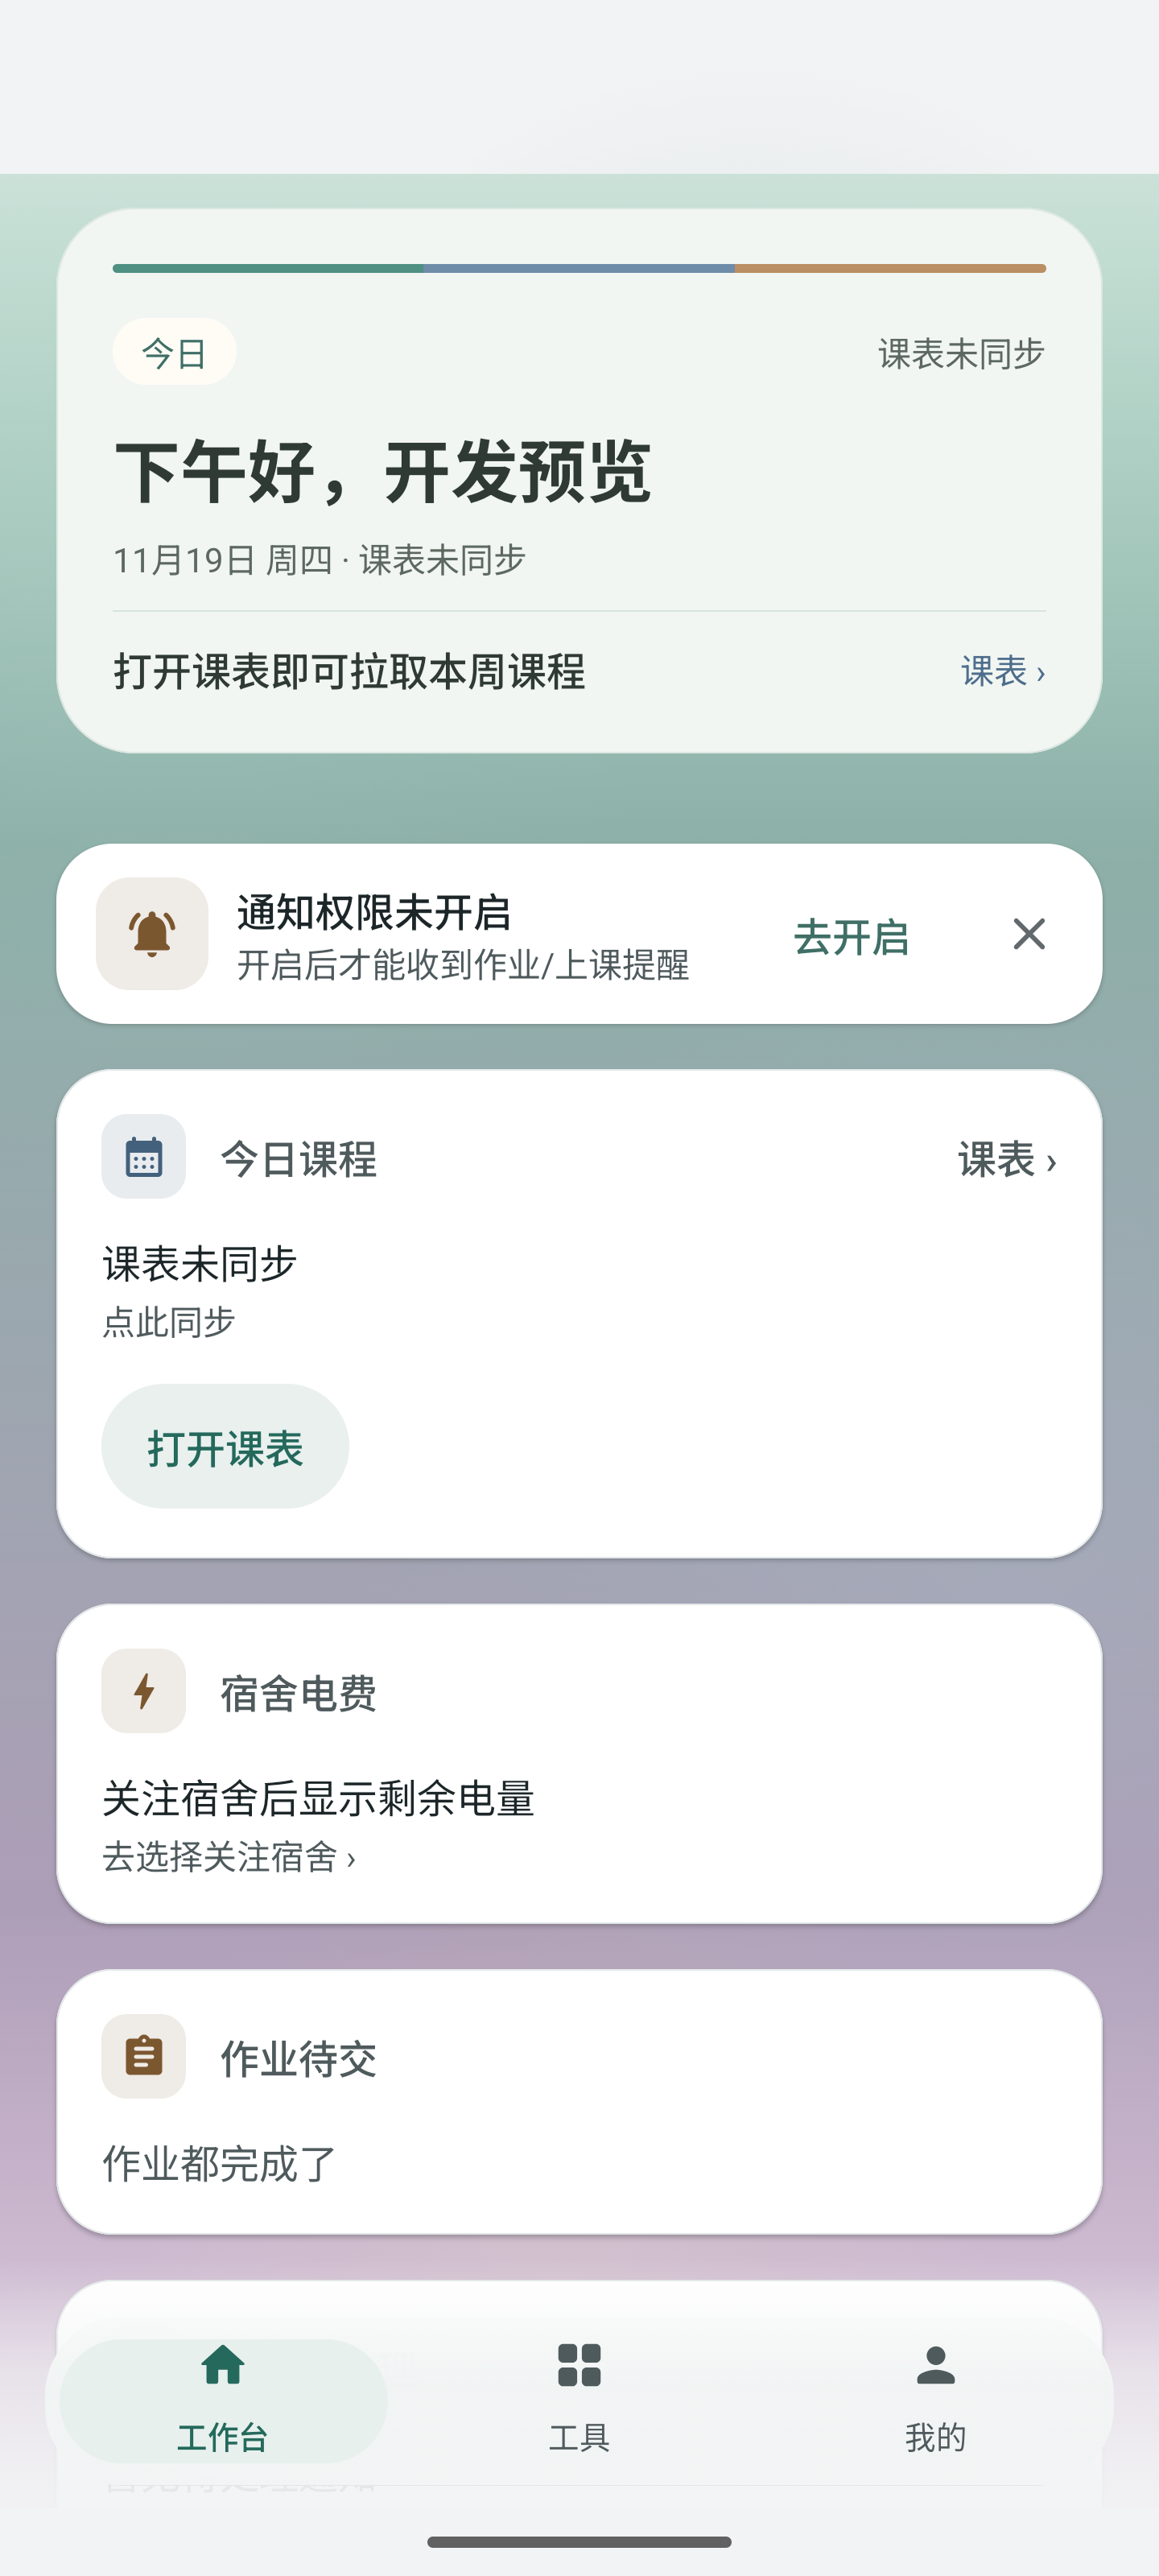 今日
课表未同步
下午好，开发预览
11月19日 周四 · 课表未同步
打开课表即可拉取本周课程
课表 ›
通知权限未开启
开启后才能收到作业/上课提醒
去开启
今日课程
课表 ›
课表未同步
点此同步
打开课表
宿舍电费
关注宿舍后显示剩余电量
去选择关注宿舍 ›
作业待交
作业都完成了
工作台
工具
我的